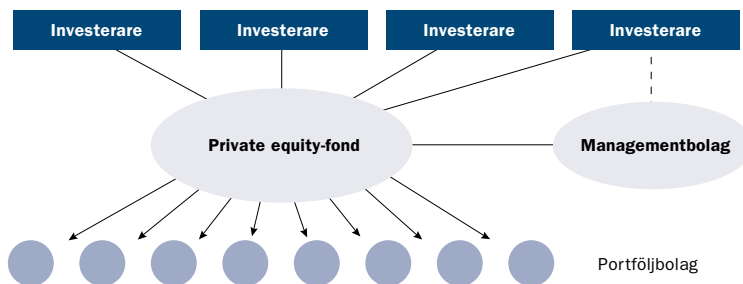 Investerare
Investerare
Investerare
Investerare
Private equity-fond
Managementbolag
Portföljbolag